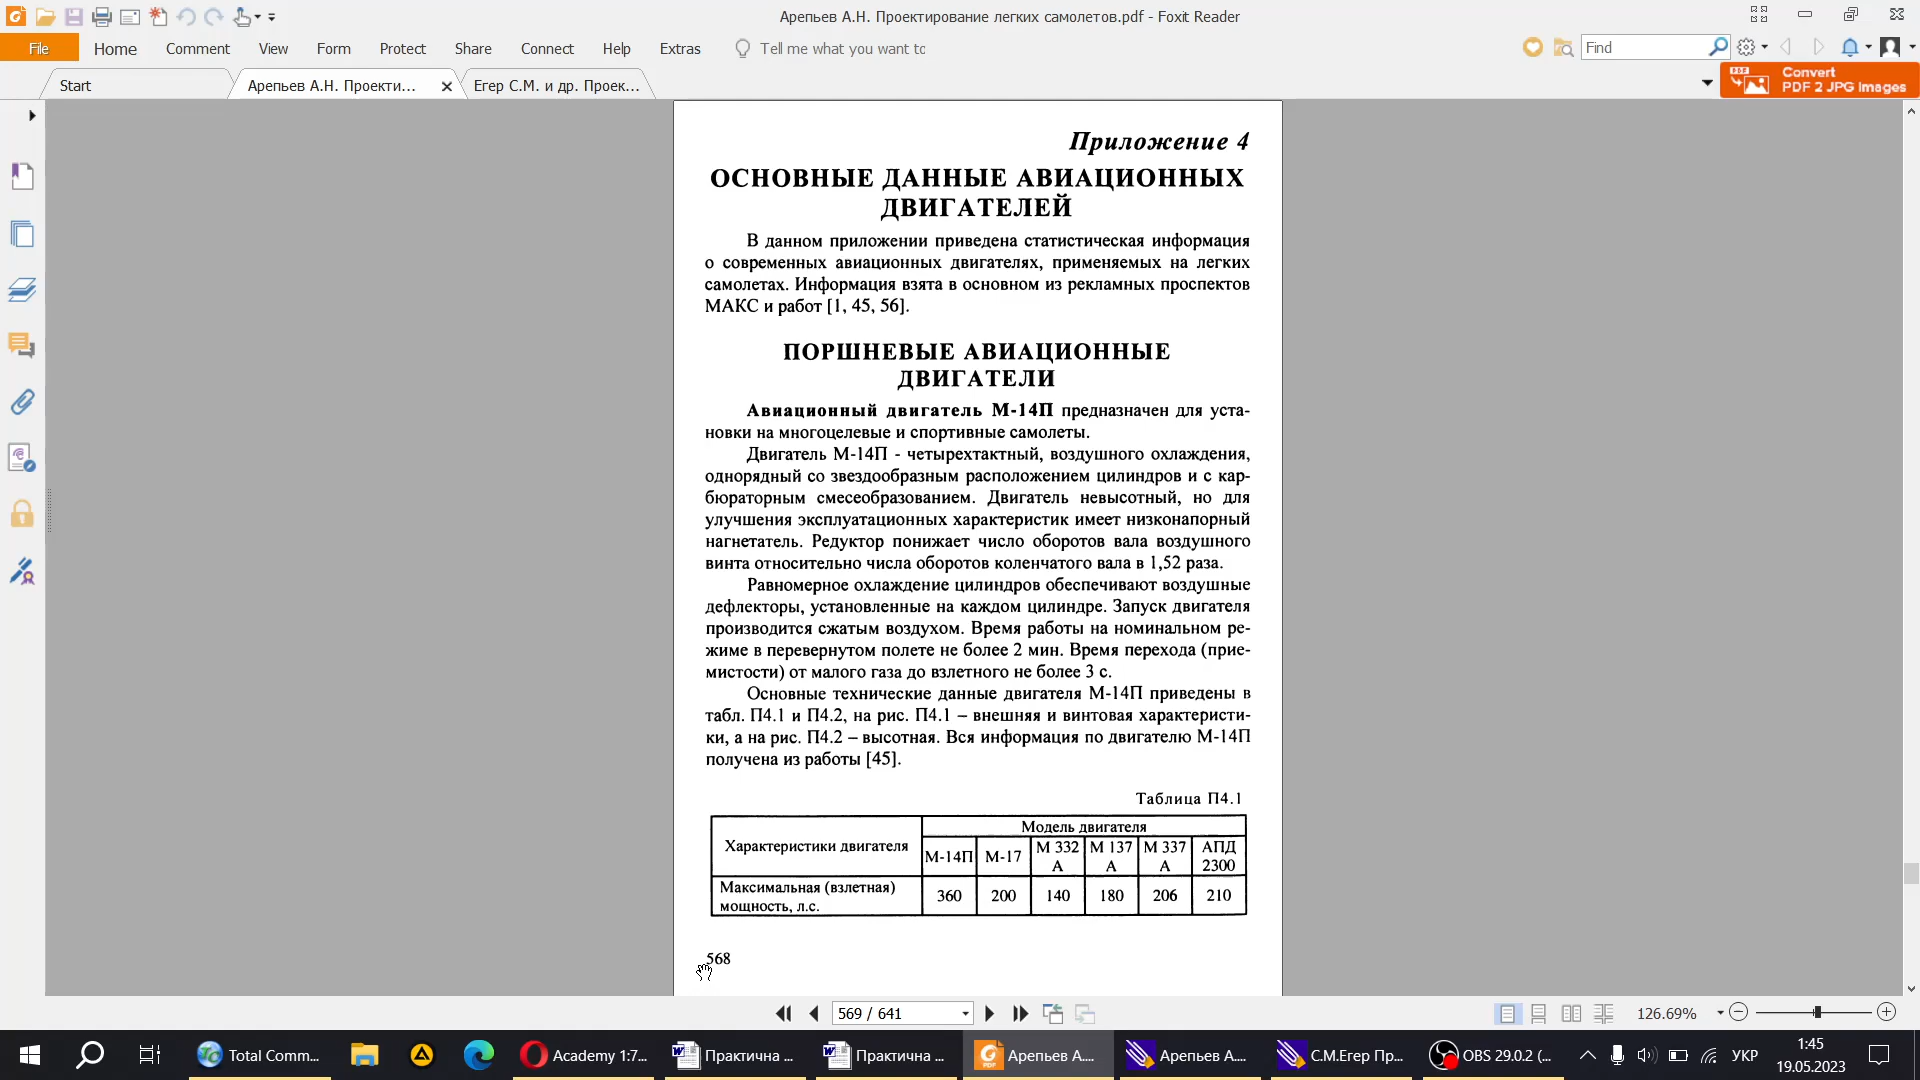 Арепьев А.Н. Проектирование легких самолетов.pdf - Foxit Reader
File Home Comment View Form Protect Share Connect Help Extras Tell me what you want to Find
Start Арепьев А.Н. Проекти... Егер С.М. и др. Проек...
Convert
PDF 2 JPG Images
Приложение 4
ОСНОВНЫЕ ДАННЫЕ АВИАЦИОННЫХ
ДВИГАТЕЛЕЙ
В данном приложении приведена статистическая информация
о современных авиационных двигателях, применяемых на легких
самолетах. Информация взята в основном из рекламных проспектов
МАКС и работ [1, 45, 56].
ПОРШНЕВЫЕ АВИАЦИОННЫЕ
ДВИГАТЕЛИ
Авиационный двигатель М-14П предназначен для уста-
новки на многоцелевые и спортивные самолеты.
Двигатель М-14П - четырехтактный, воздушного охлаждения,
однорядный со звездообразным расположением цилиндров и с кар-
бюраторным смесеобразованием. Двигатель невысотный, но для
улучшения эксплуатационных характеристик имеет низконапорный
нагнетатель. Редуктор понижает число оборотов вала воздушного
винта относительно числа оборотов коленчатого вала в 1,52 раза.
Равномерное охлаждение цилиндров обеспечивают воздушные
дефлекторы, установленные на каждом цилиндре. Запуск двигателя
производится сжатым воздухом. Время работы на номинальном ре-
жиме в перевернутом полете не более 2 мин. Время перехода (прие-
мистости) от малого газа до взлетного не более 3 с.
Основные технические данные двигателя М-14П приведены в
табл. П4.1 и П4.2, на рис. П4.1 – внешняя и винтовая характеристи-
ки, а на рис. П4.2 – высотная. Вся информация по двигателю М-14П
получена из работы [45].
Таблица П4.1
Характеристики двигателя
Модель двигателя
М-14П М-17 М 332 А М 137 А М 337 А АПД 2300
Максимальная (взлетная)
мощность, л.с.
360 200 140 180 206 210
568
569 / 641
126.69%
Total Comm... Academy 1:7... Практична ... Практична ... Арепьев А.... Арепьев А.... С.М.Егер Пр... OBS 29.0.2 (... УКР
1:45
19.05.2023